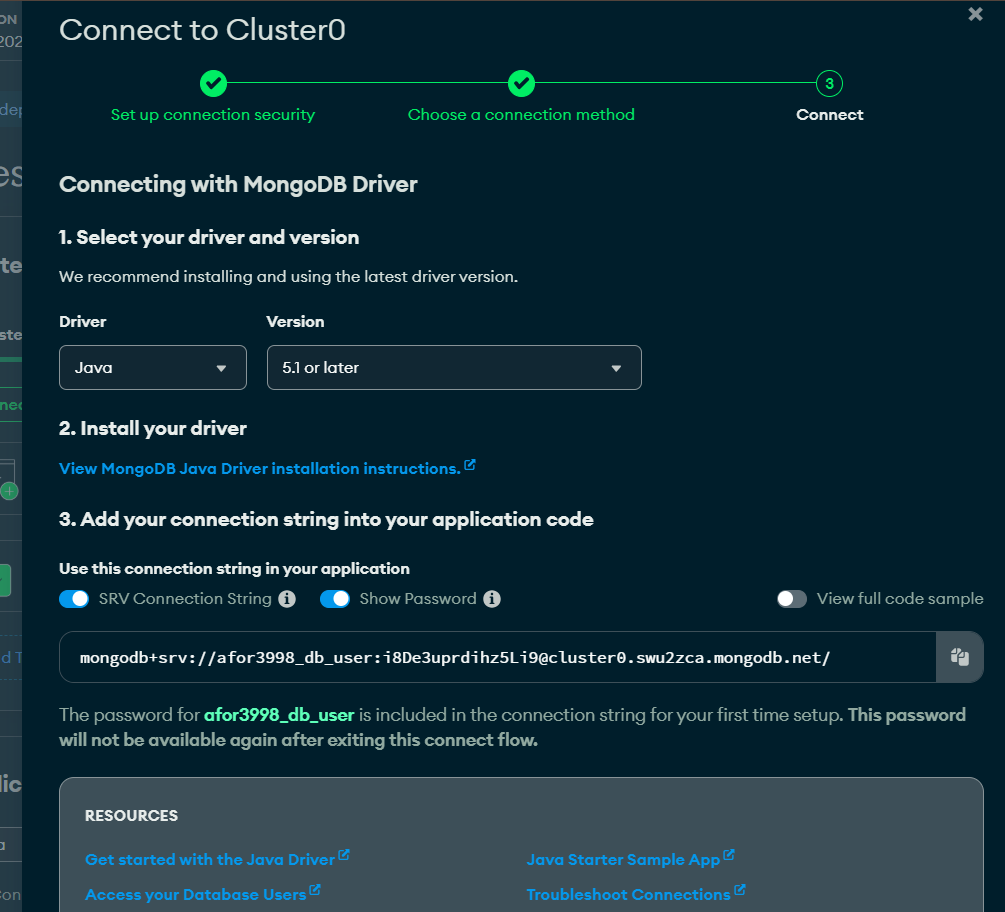 Connect to Cluster0
Set up connection security
Choose a connection method
3
Connect
Connecting with MongoDB Driver
1. Select your driver and version
We recommend installing and using the latest driver version.
Driver Version
Java 5.1 or later
2. Install your driver
View MongoDB Java Driver installation instructions.
3. Add your connection string into your application code
Use this connection string in your application
SRV Connection String Show Password View full code sample
mongodb+srv://afor3998_db_user:i8De3uprdihz5Li9@cluster0.swu2zca.mongodb.net/
The password for afor3998_db_user is included in the connection string for your first time setup. This password
will not be available again after exiting this connect flow.
RESOURCES
Get started with the Java Driver Java Starter Sample App
Access your Database Users Troubleshoot Connections